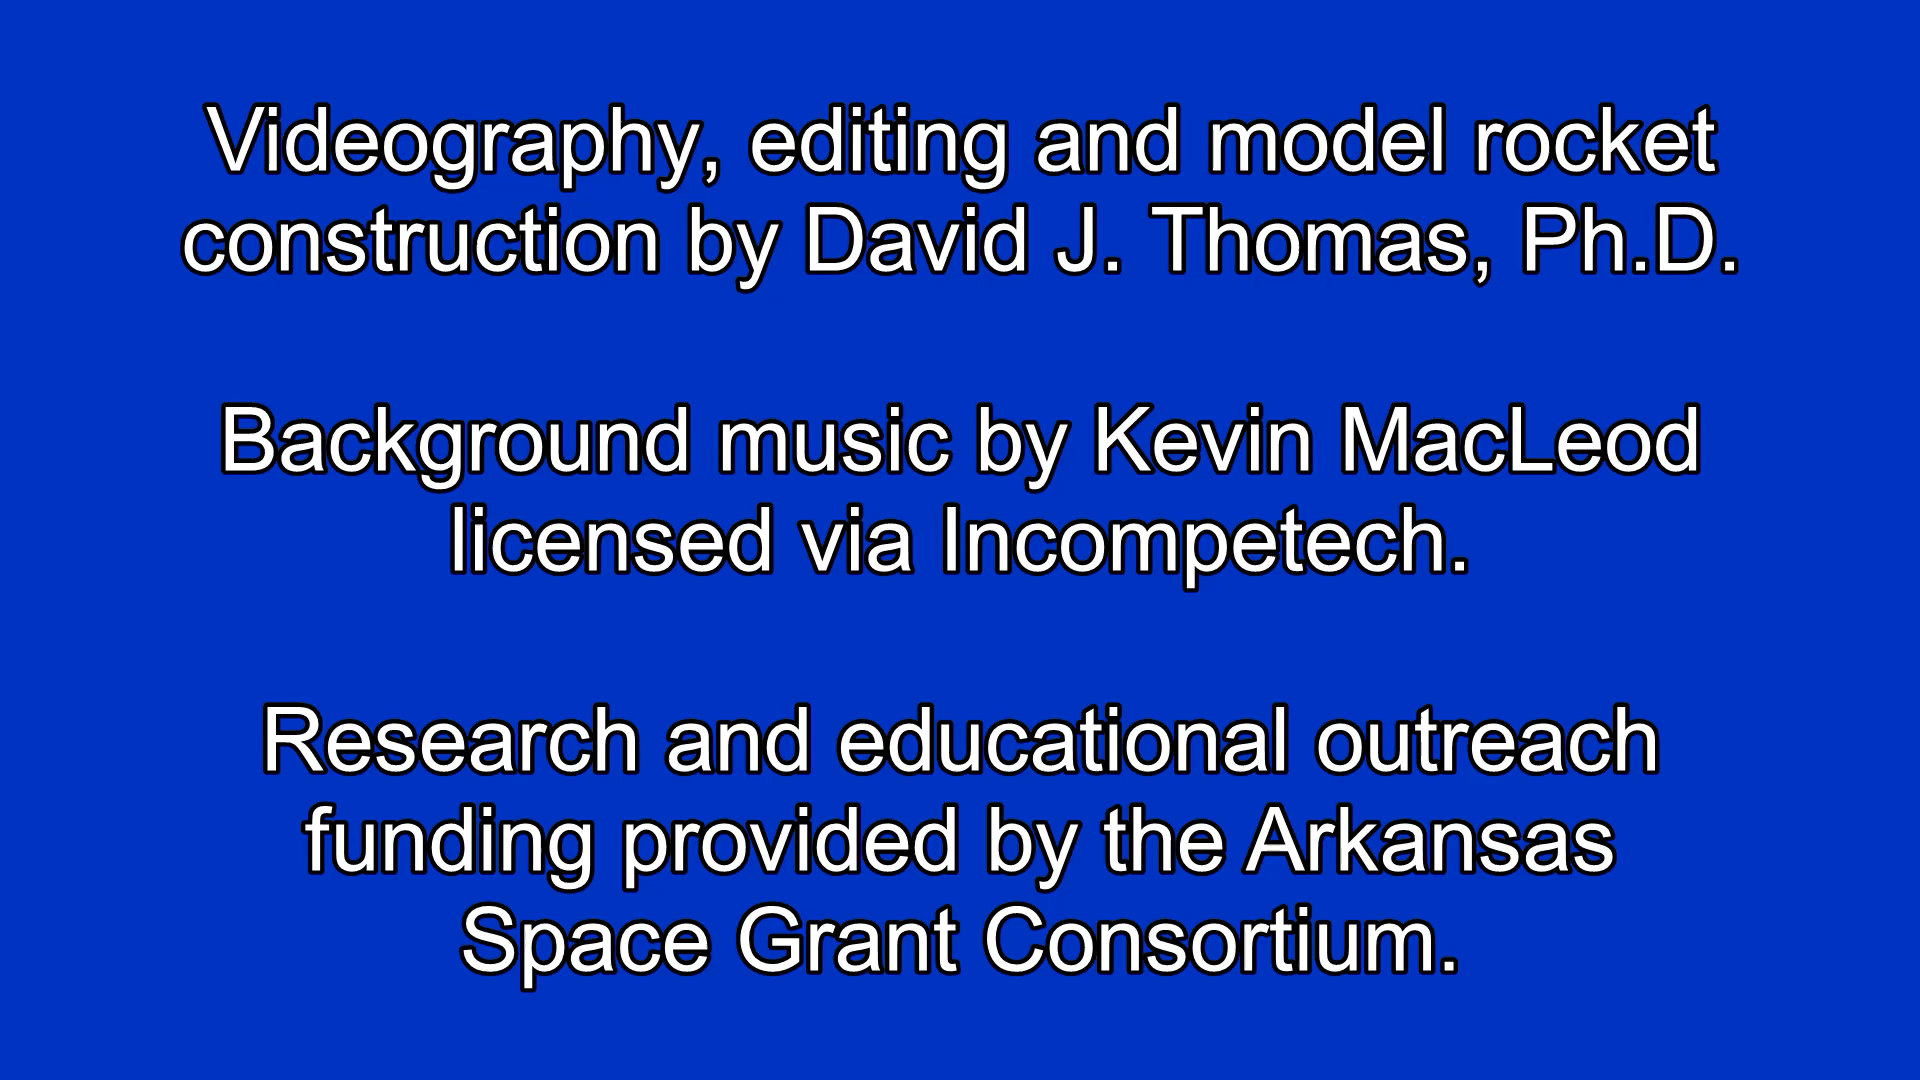 Videography, editing and model rocket
construction by David J. Thomas, Ph.D.
Background music by Kevin MacLeod
licensed via Incompetech.
Research and educational outreach
funding provided by the Arkansas
Space Grant Consortium.